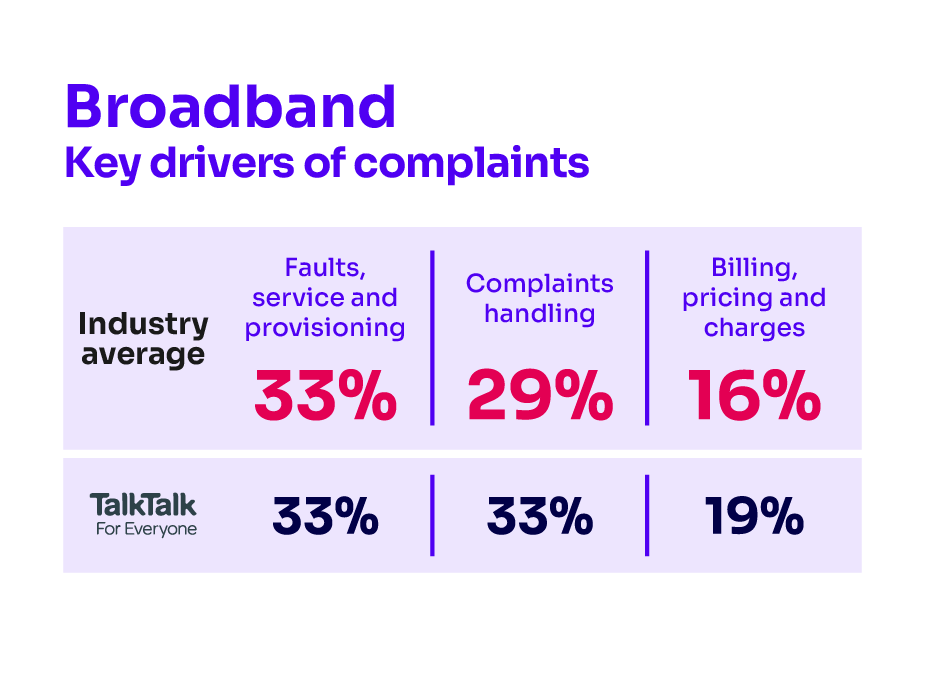 Broadband
Key drivers of complaints
Industry
average
Faults,
service and
provisioning
33%
Complaints
handling
29%
Billing,
pricing and
charges
16%
TalkTalk
For Everyone
33%
33%
19%